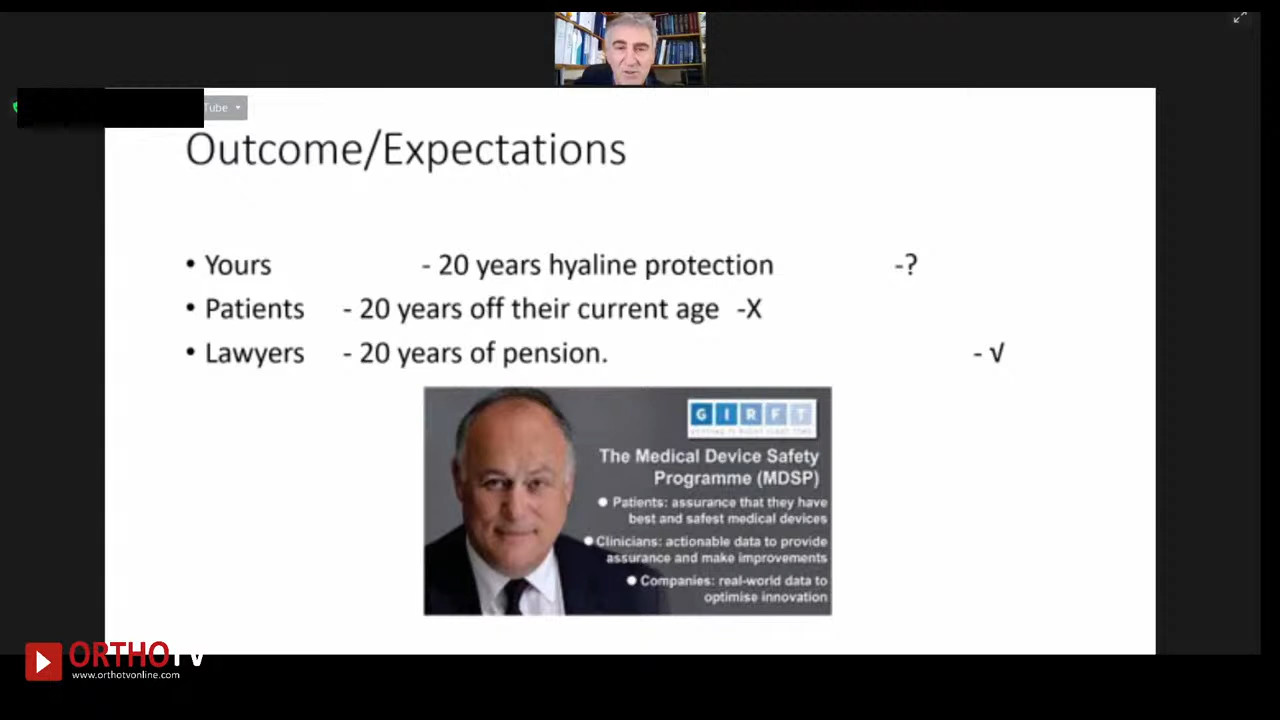 Tube
Outcome/Expectations
• Yours - 20 years hyaline protection -?
• Patients - 20 years off their current age -X
• Lawyers - 20 years of pension. - √
GIRFT
The Medical Device Safety
Programme (MDSP)
Patients: assurance that they have
best and safest medical devices
Clinicians: actionable data to provide
assurance and make improvements
Companies: real-world data to
optimise innovation
ORTHOTV
www.orthotvonline.com